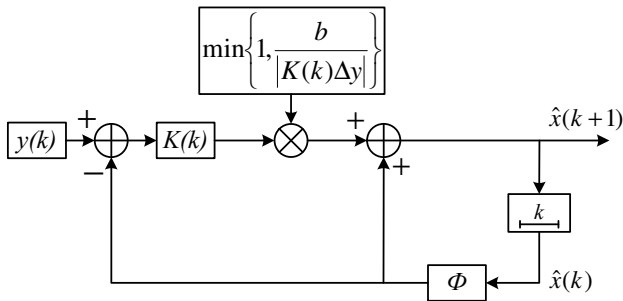 min{1, b / |K(k)Δy|}
y(k)
+
−
K(k)
+
+
x̂(k+1)
k
Φ
x̂(k)